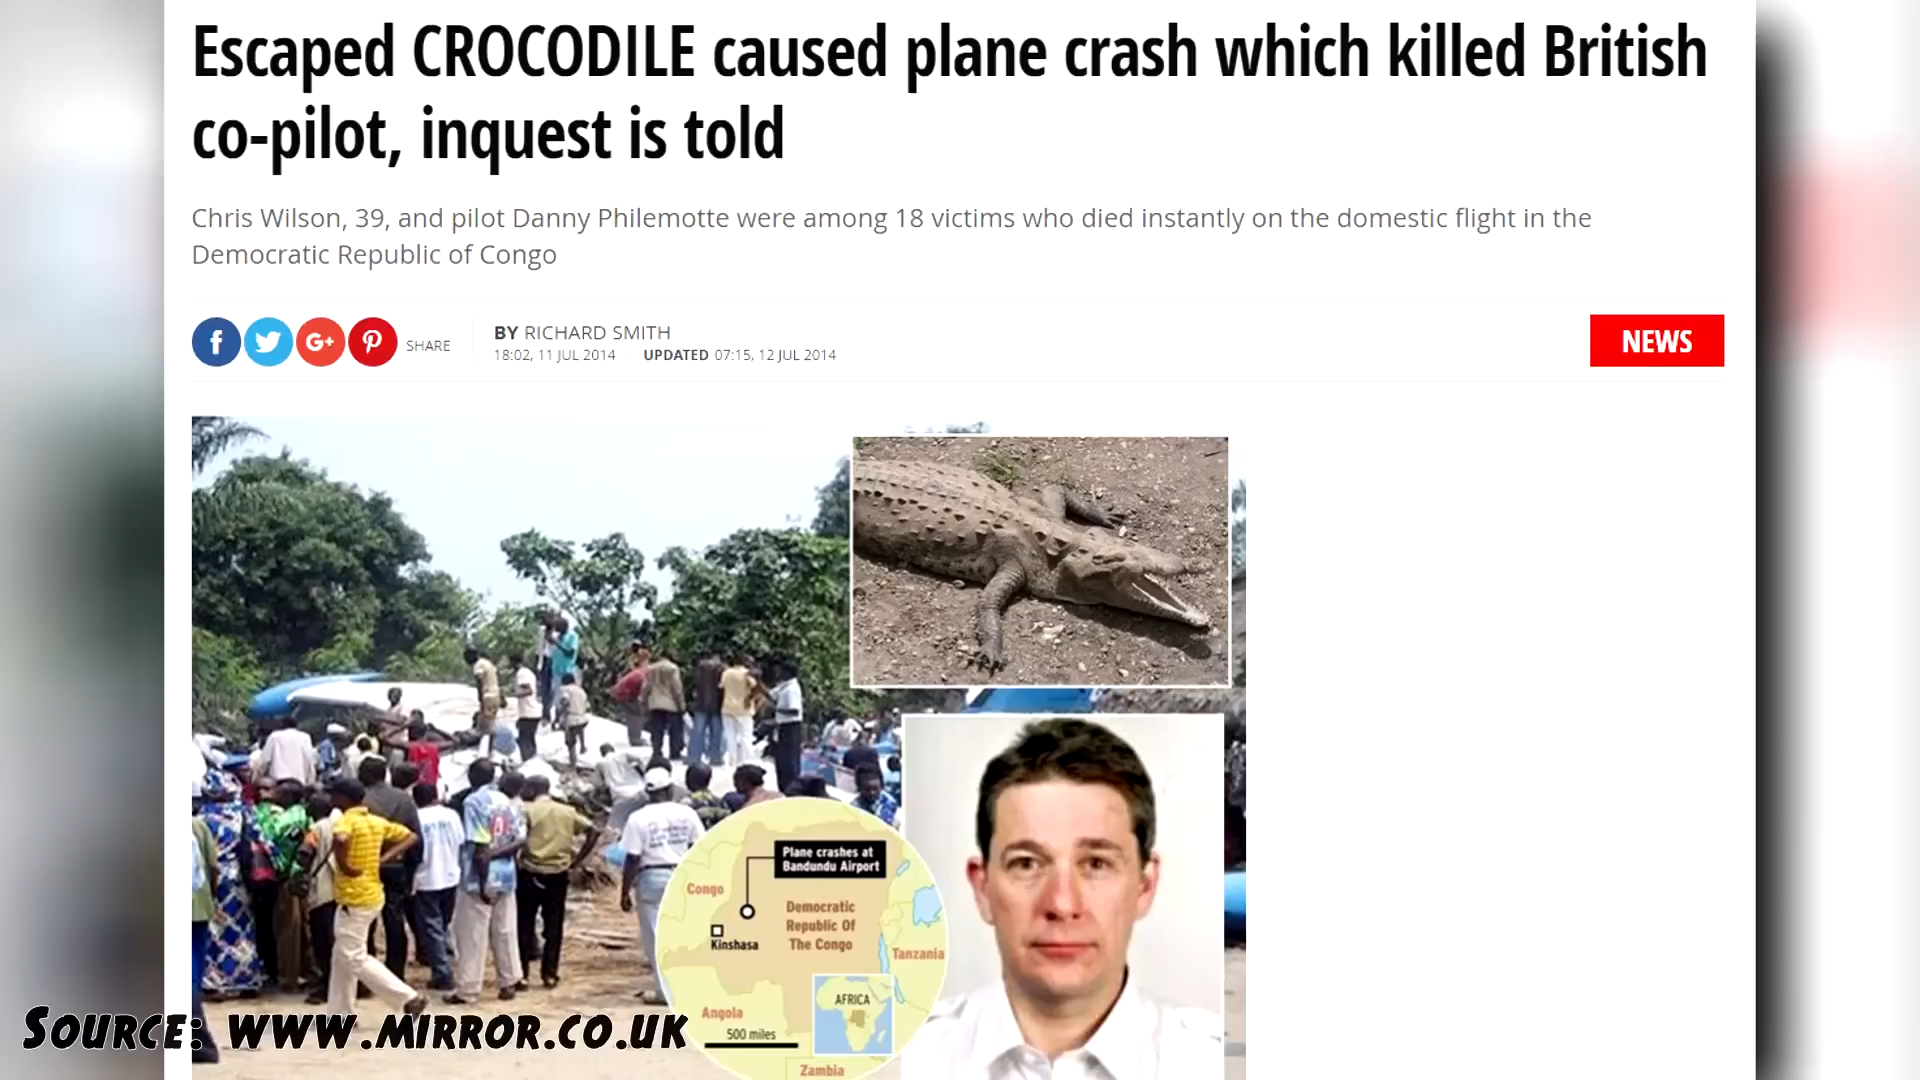 Escaped CROCODILE caused plane crash which killed British
co-pilot, inquest is told
Chris Wilson, 39, and pilot Danny Philemotte were among 18 victims who died instantly on the domestic flight in the
Democratic Republic of Congo
SHARE
BY RICHARD SMITH
18:02, 11 JUL 2014 UPDATED 07:15, 12 JUL 2014
NEWS
Plane crashes at
Bandundu Airport
Congo
Democratic
Republic Of
The Congo
Kinshasa
Tanzania
AFRICA
Angola
500 miles
Zambia
SOURCE: WWW.MIRROR.CO.UK